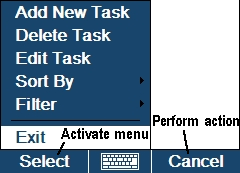 Add New Task
Delete Task
Edit Task
Sort By
Filter
Perform action
Exit
Activate menu
Select
Cancel